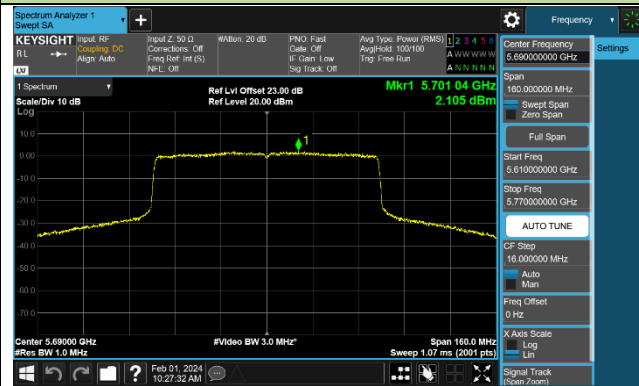 Spectrum Analyzer 1
Swept SA
+
Frequency
KEYSIGHT Input: RF Input Z: 50 Ω #Atten: 20 dB PNO: Fast Avg Type: Power (RMS) 1 2 3 4 5 6
RL Coupling: DC Corrections: Off Gate: Off Avg|Hold: 100/100 A W W W W W
Align: Auto Freq Ref: Int (S) IF Gain: Low Trig: Free Run
LXI NFE: Off Sig Track: Off A N N N N N
1 Spectrum Ref Lvl Offset 23.00 dB Mkr1 5.701 04 GHz
Scale/Div 10 dB Ref Level 20.00 dBm 2.105 dBm
Log
1
10.0
0.00
-10.0
-20.0
-30.0
-40.0
-50.0
-60.0
-70.0
Center 5.69000 GHz #Video BW 3.0 MHz* Span 160.0 MHz
#Res BW 1.0 MHz Sweep 1.07 ms (2001 pts)
? Feb 01, 2024
10:27:32 AM
Center Frequency
5.690000000 GHz
Settings
Span
160.000000 MHz
Swept Span
Zero Span
Full Span
Start Freq
5.610000000 GHz
Stop Freq
5.770000000 GHz
AUTO TUNE
CF Step
16.000000 MHz
Auto
Man
Freq Offset
0 Hz
X Axis Scale
Log
Lin
Signal Track
(Span Zoom)